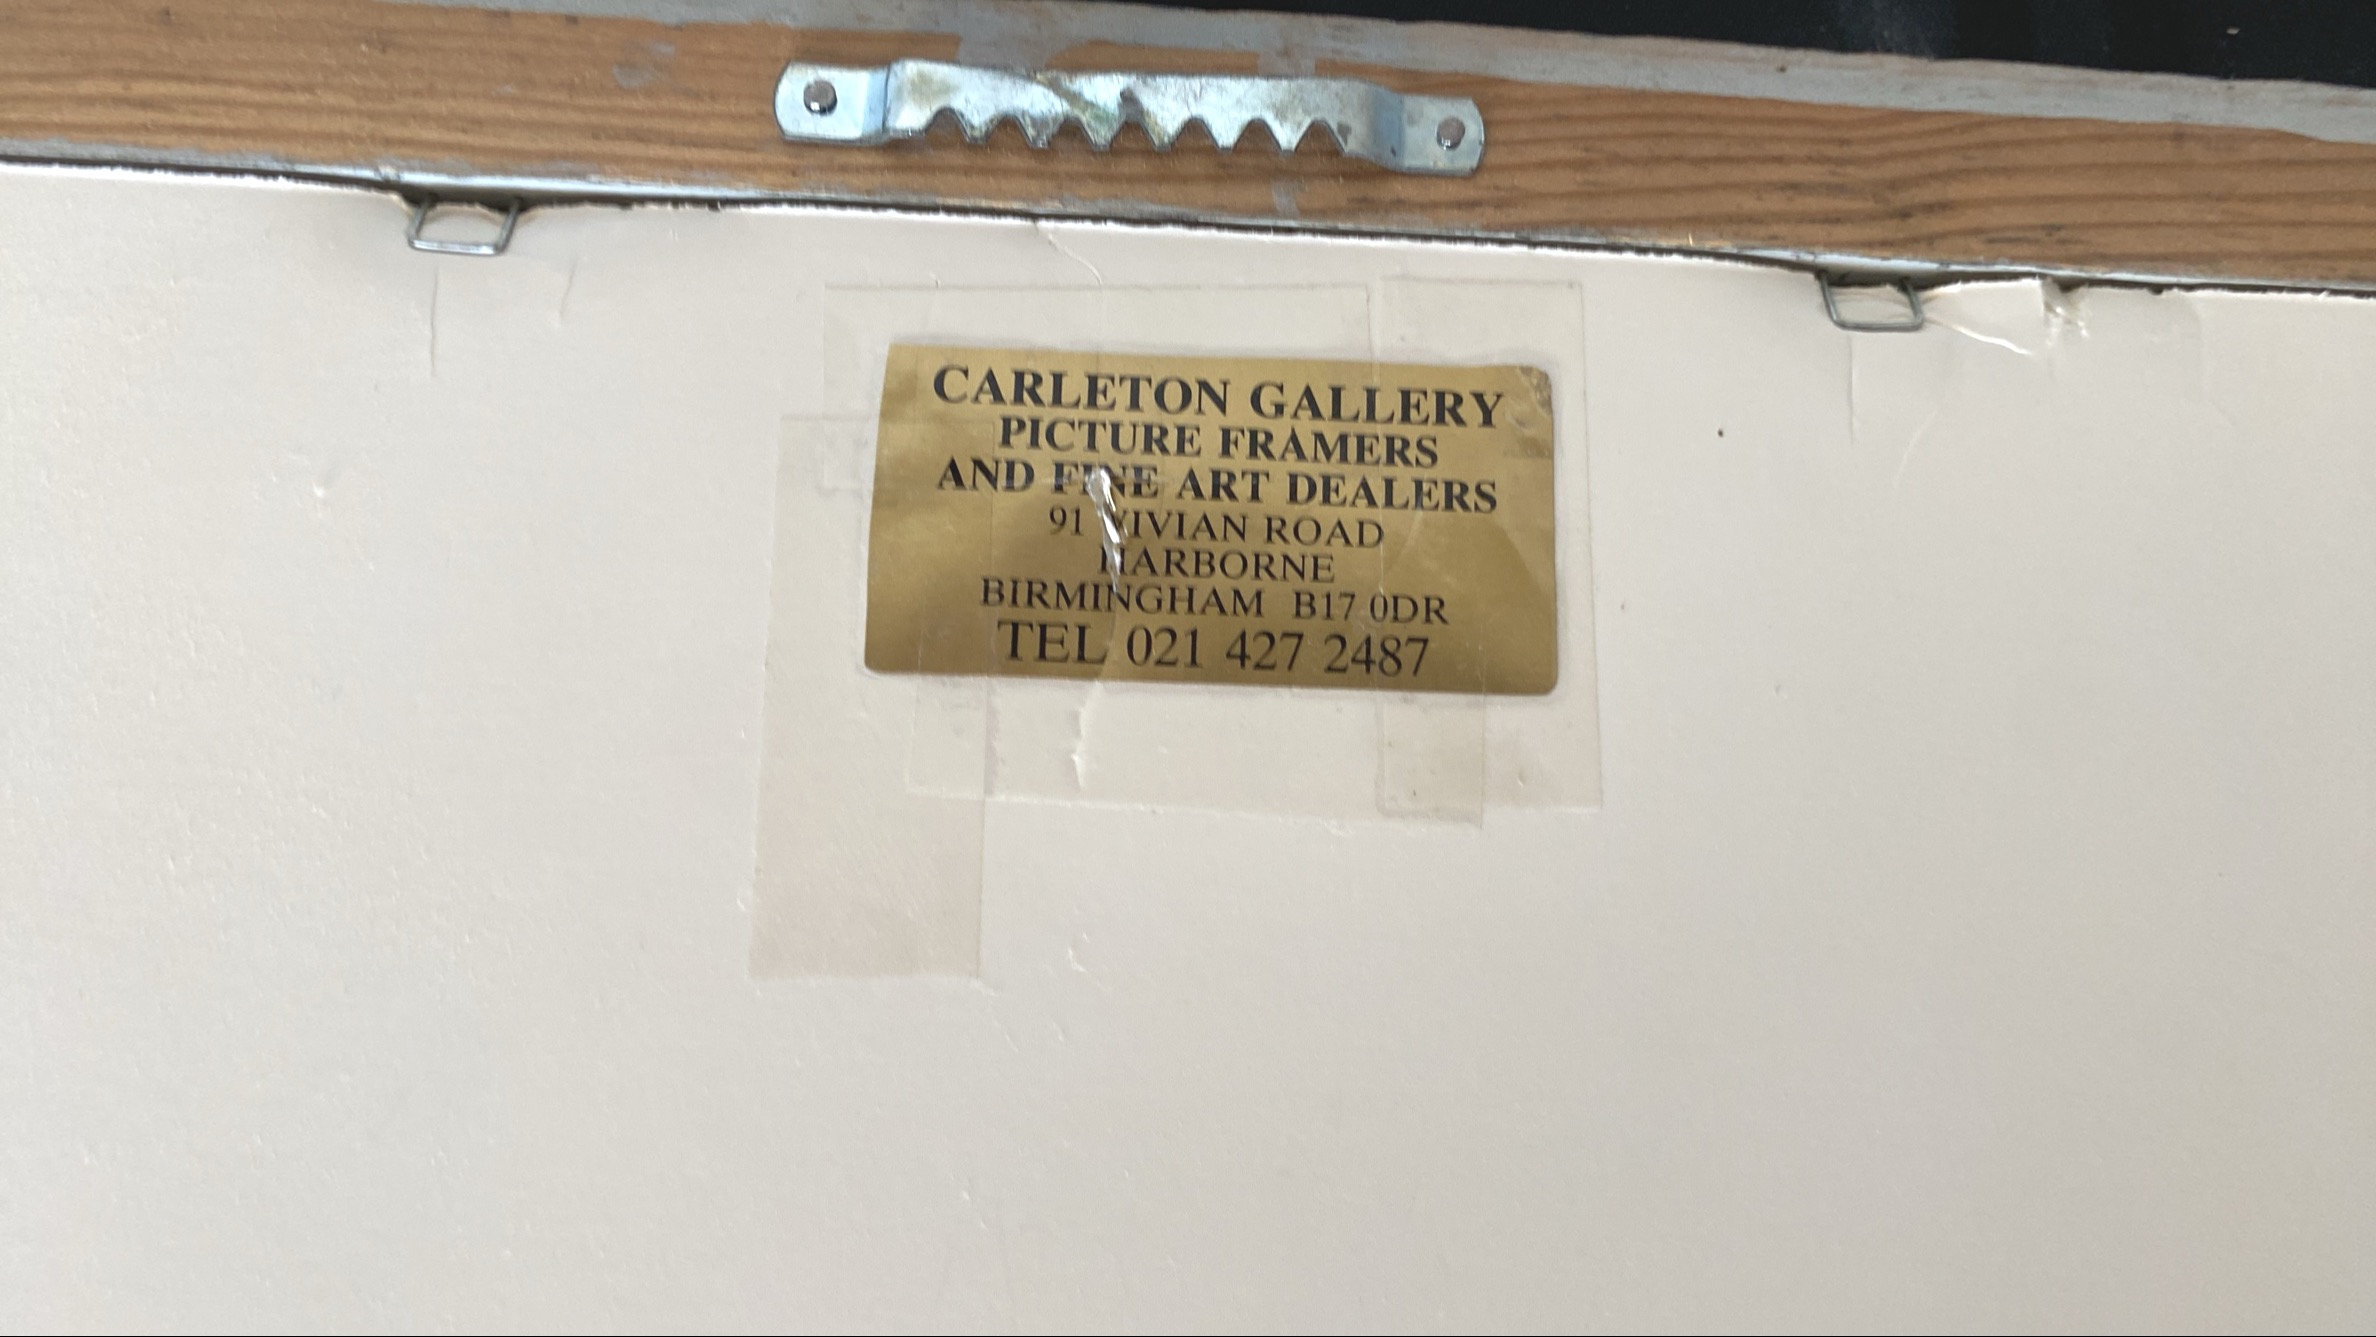 CARLETON GALLERY
PICTURE FRAMERS
AND FINE ART DEALERS
91 VIVIAN ROAD
HARBORNE
BIRMINGHAM B17 0DR
TEL 021 427 2487